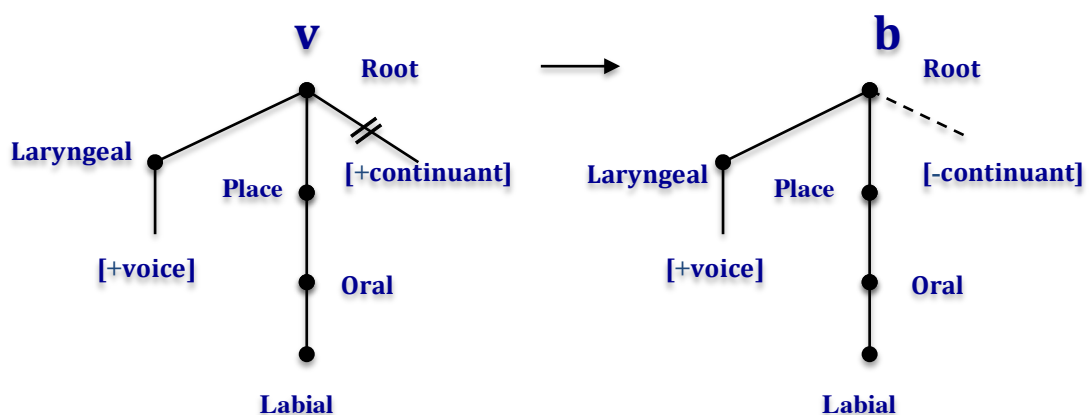 v
Root
Laryngeal
[+continuant]
Place
[+voice]
Oral
Labial
b
Root
Laryngeal
[-continuant]
Place
[+voice]
Oral
Labial